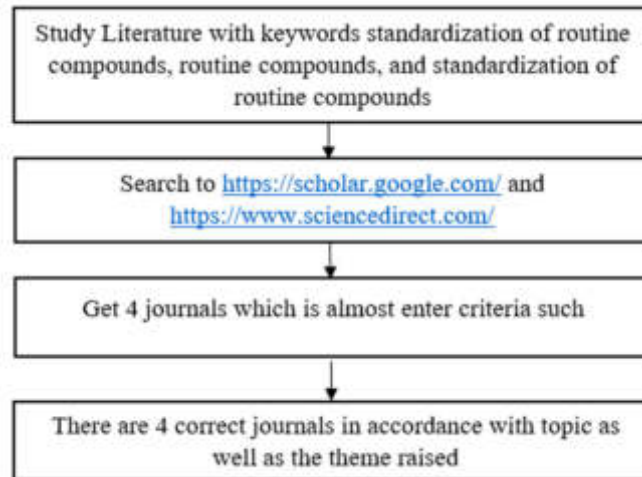 Study Literature with keywords standardization of routine
compounds, routine compounds, and standardization of
routine compounds
Search to https://scholar.google.com/ and
https://www.sciencedirect.com/
Get 4 journals which is almost enter criteria such
There are 4 correct journals in accordance with topic as
well as the theme raised